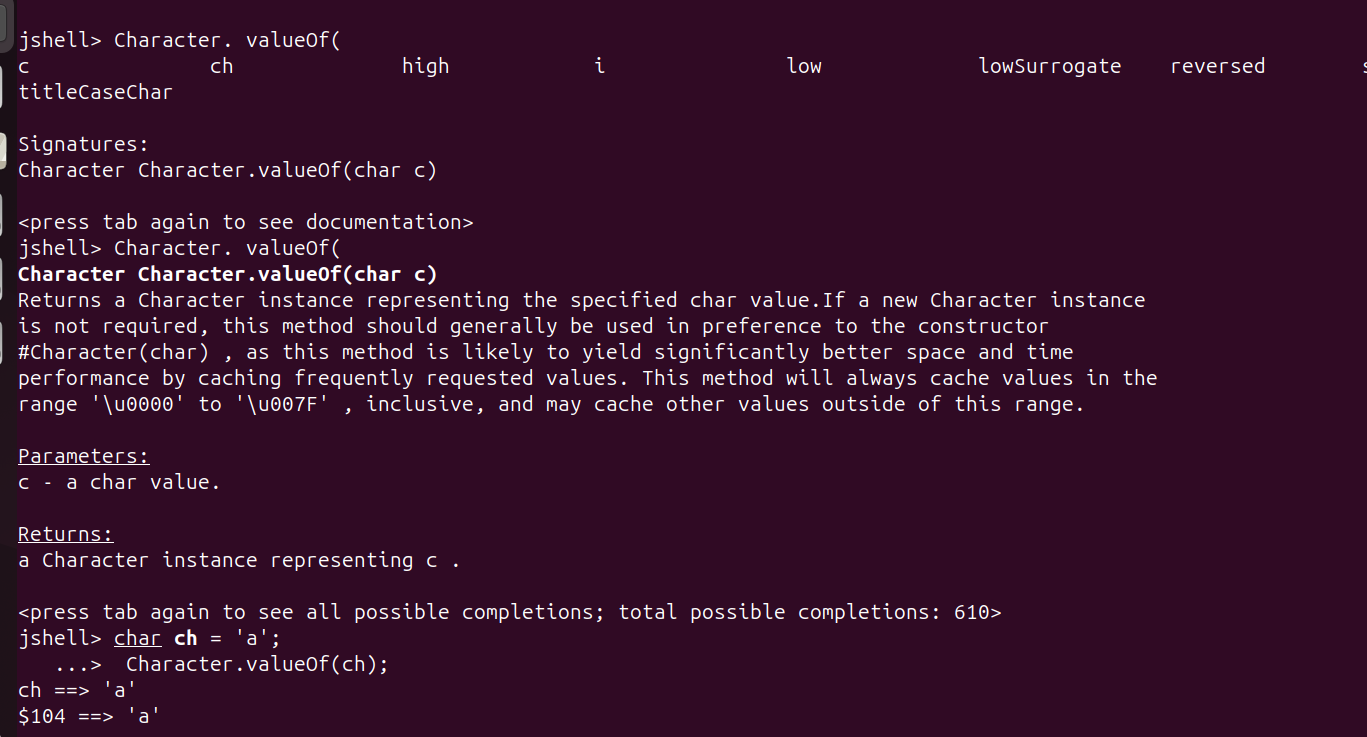 jshell> Character. valueOf(
c ch high i low lowSurrogate reversed
titleCaseChar
Signatures:
Character Character.valueOf(char c)
<press tab again to see documentation>
jshell> Character. valueOf(
Character Character.valueOf(char c)
Returns a Character instance representing the specified char value.If a new Character instance
is not required, this method should generally be used in preference to the constructor
#Character(char) , as this method is likely to yield significantly better space and time
performance by caching frequently requested values. This method will always cache values in the
range '\u0000' to '\u007F' , inclusive, and may cache other values outside of this range.
Parameters:
c - a char value.
Returns:
a Character instance representing c .
<press tab again to see all possible completions; total possible completions: 610>
jshell> char ch = 'a';
...> Character.valueOf(ch);
ch ==> 'a'
$104 ==> 'a'